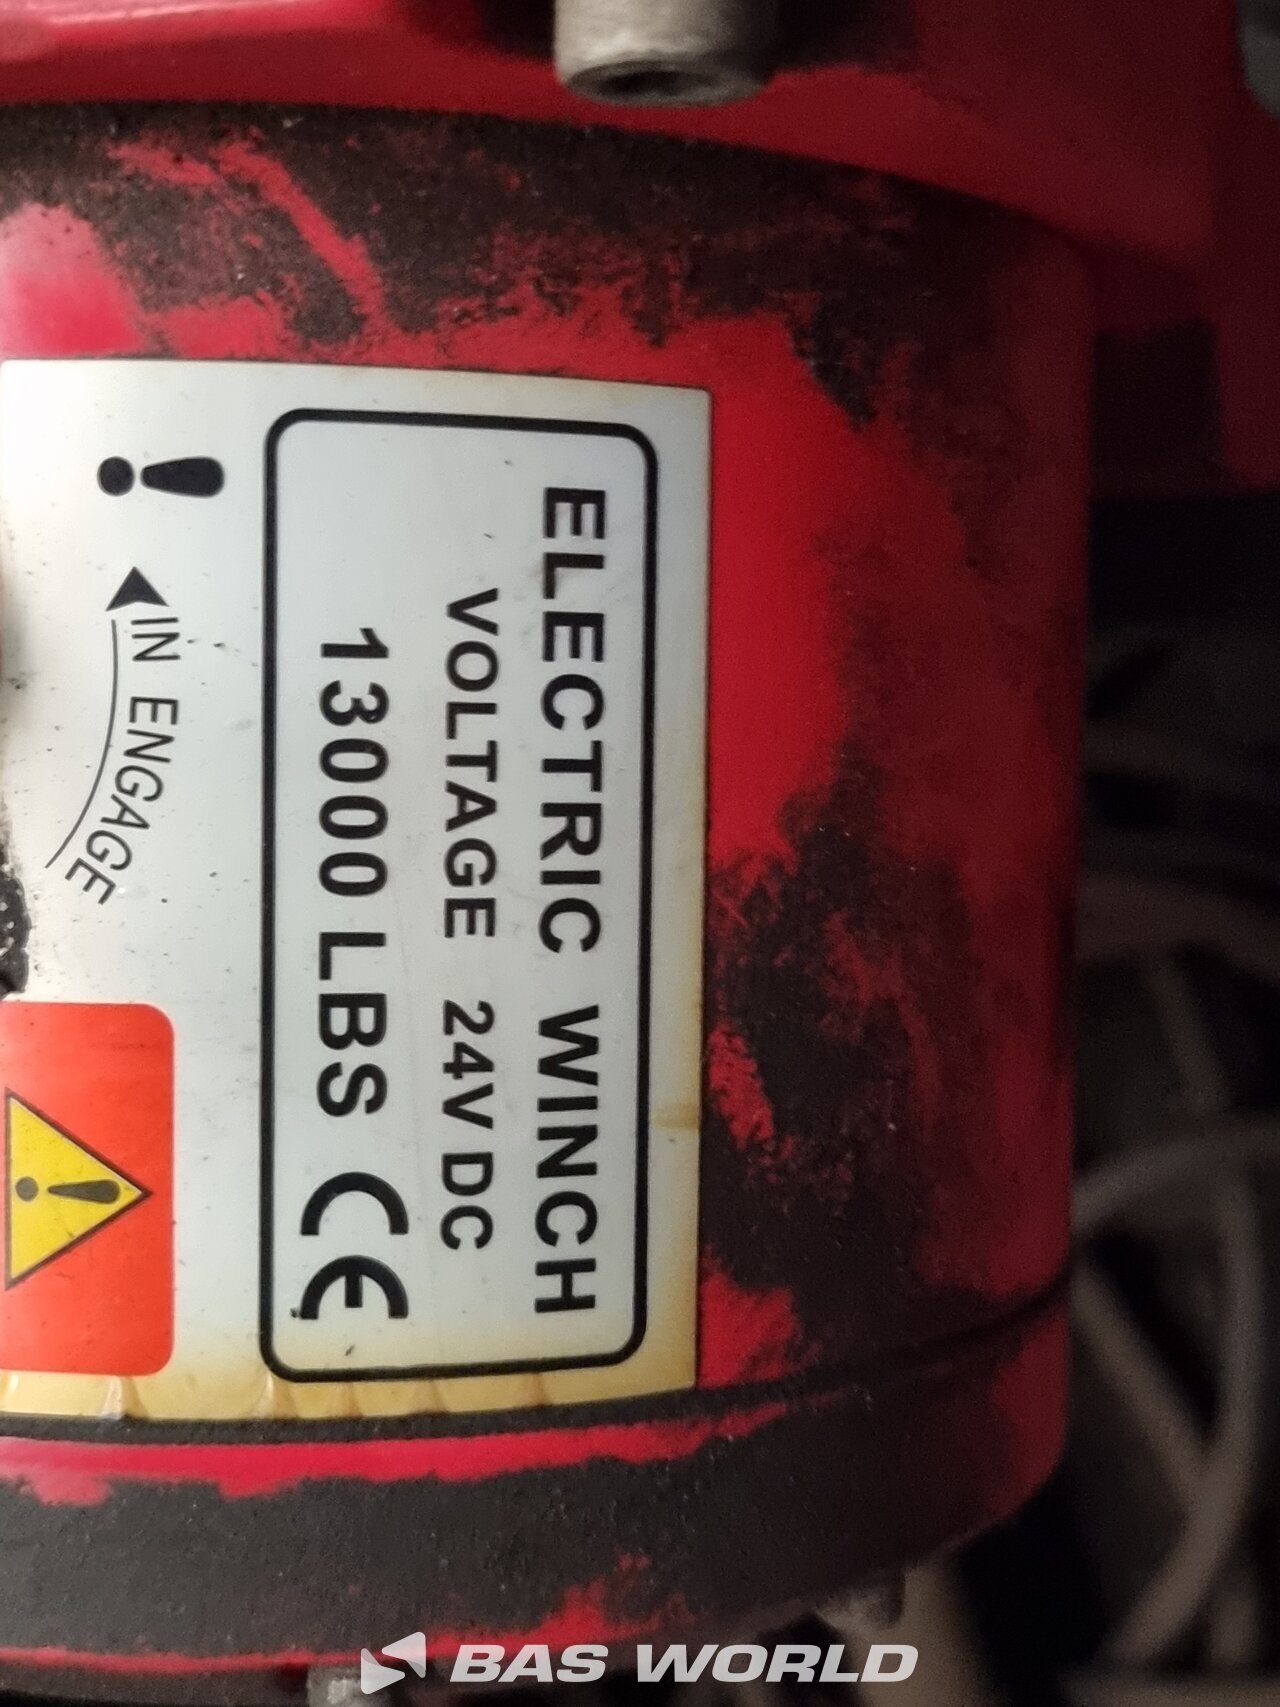 ELECTRIC WINCH
VOLTAGE 24V DC
13000 LBS CE
! IN ENGAGE
!
BAS WORLD